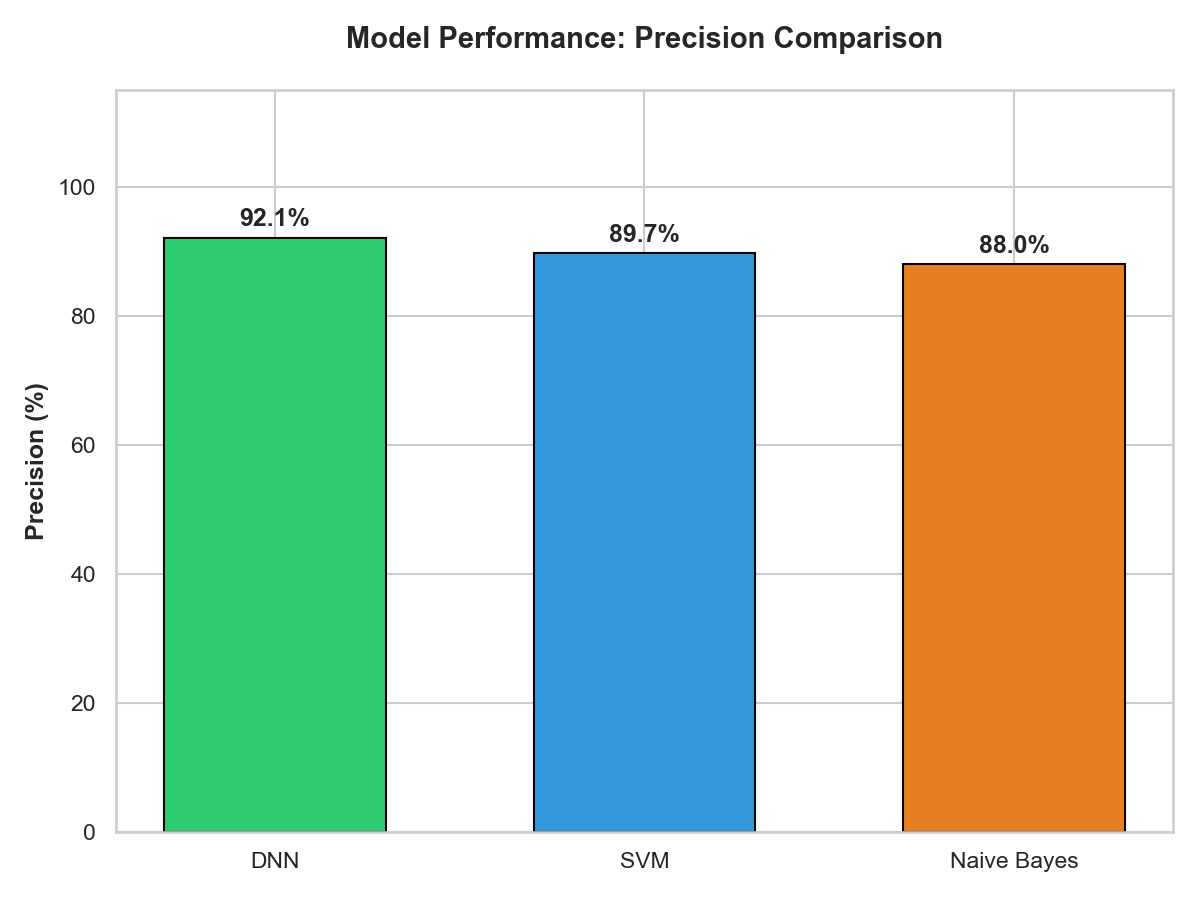 Model Performance: Precision Comparison
Precision (%)
100
80
60
40
20
0
92.1%
89.7%
88.0%
DNN
SVM
Naive Bayes